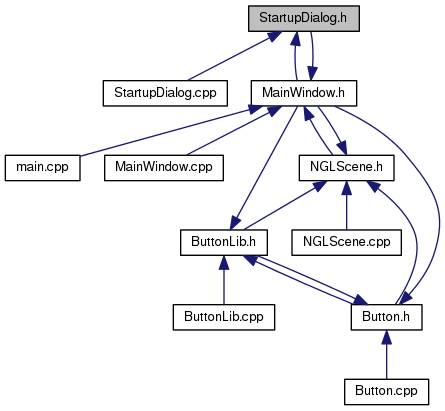 StartupDialog.h
StartupDialog.cpp
MainWindow.h
main.cpp
MainWindow.cpp
NGLScene.h
ButtonLib.h
NGLScene.cpp
ButtonLib.cpp
Button.h
Button.cpp